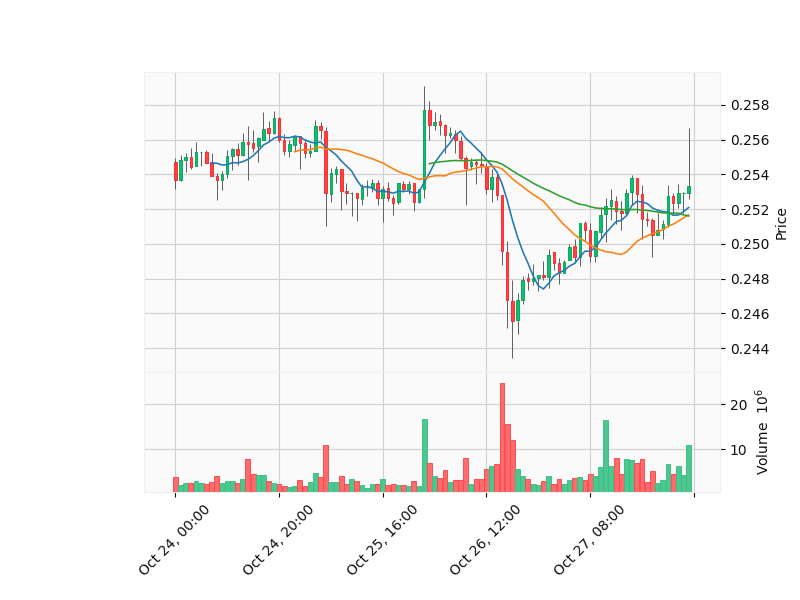 0.258
0.256
0.254
0.252
0.250
0.248
0.246
0.244
Price
20
10
Volume 10^6
Oct 24, 00:00
Oct 24, 20:00
Oct 25, 16:00
Oct 26, 12:00
Oct 27, 08:00